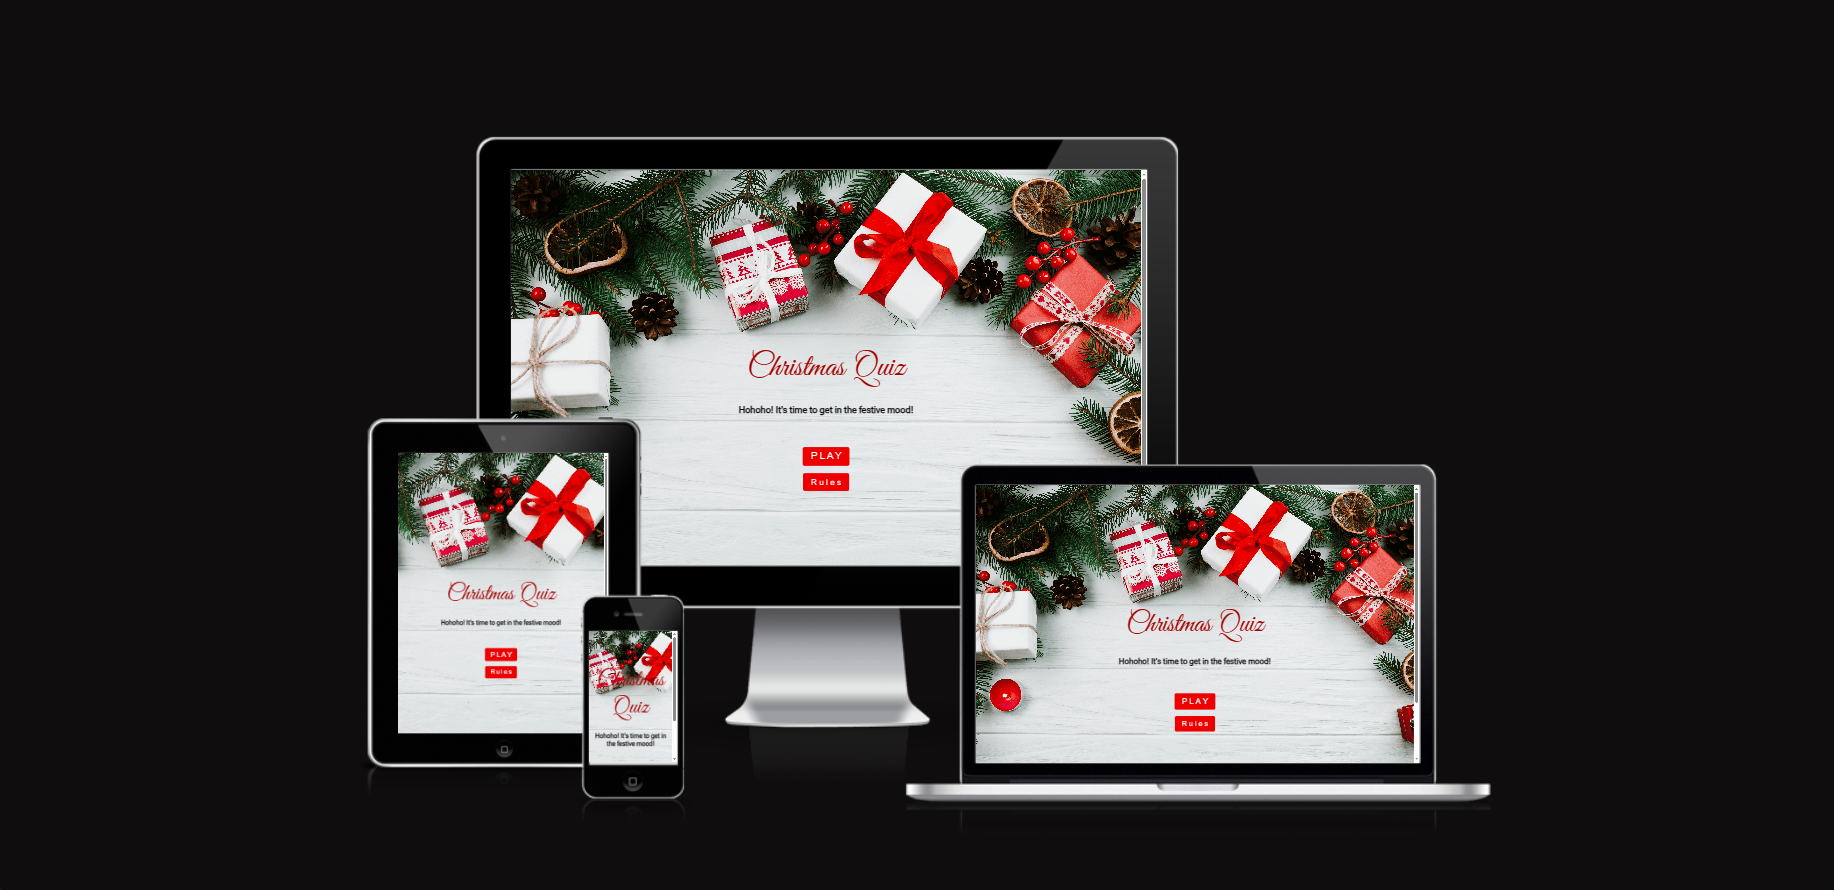 Christmas Quiz
Hohoho! It's time to get in the festive mood!
PLAY
Rules
Christmas Quiz
Hohoho! It's time to get in the festive mood!
PLAY
Rules
Christmas
Quiz
Hohoho! It's time to get in
the festive mood!
Christmas Quiz
Hohoho! It's time to get in the festive mood!
PLAY
Rules